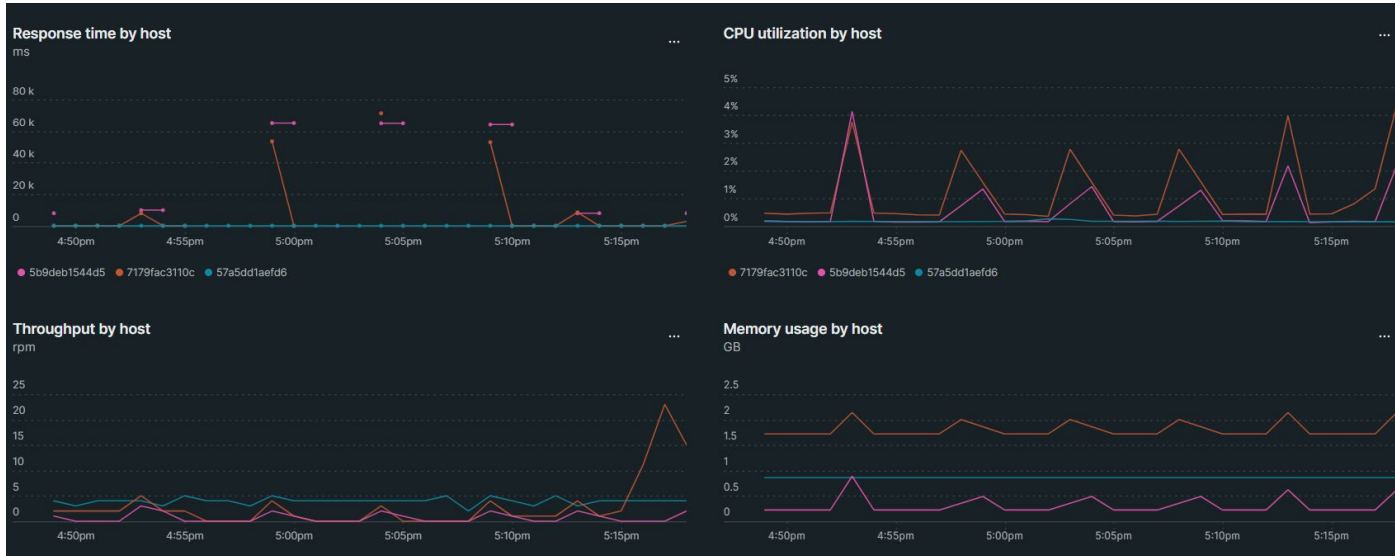 Response time by host
...
ms
80 k
60 k
40 k
20 k
0
4:50pm 4:55pm 5:00pm 5:05pm 5:10pm 5:15pm
5b9deb1544d5 7179fac3110c 57a5dd1aefd6
CPU utilization by host
...
5%
4%
3%
2%
1%
0%
4:50pm 4:55pm 5:00pm 5:05pm 5:10pm 5:15pm
7179fac3110c 5b9deb1544d5 57a5dd1aefd6
Throughput by host
...
rpm
25
20
15
10
5
0
4:50pm 4:55pm 5:00pm 5:05pm 5:10pm 5:15pm
Memory usage by host
...
GB
2.5
2
1.5
1
0.5
0
4:50pm 4:55pm 5:00pm 5:05pm 5:10pm 5:15pm